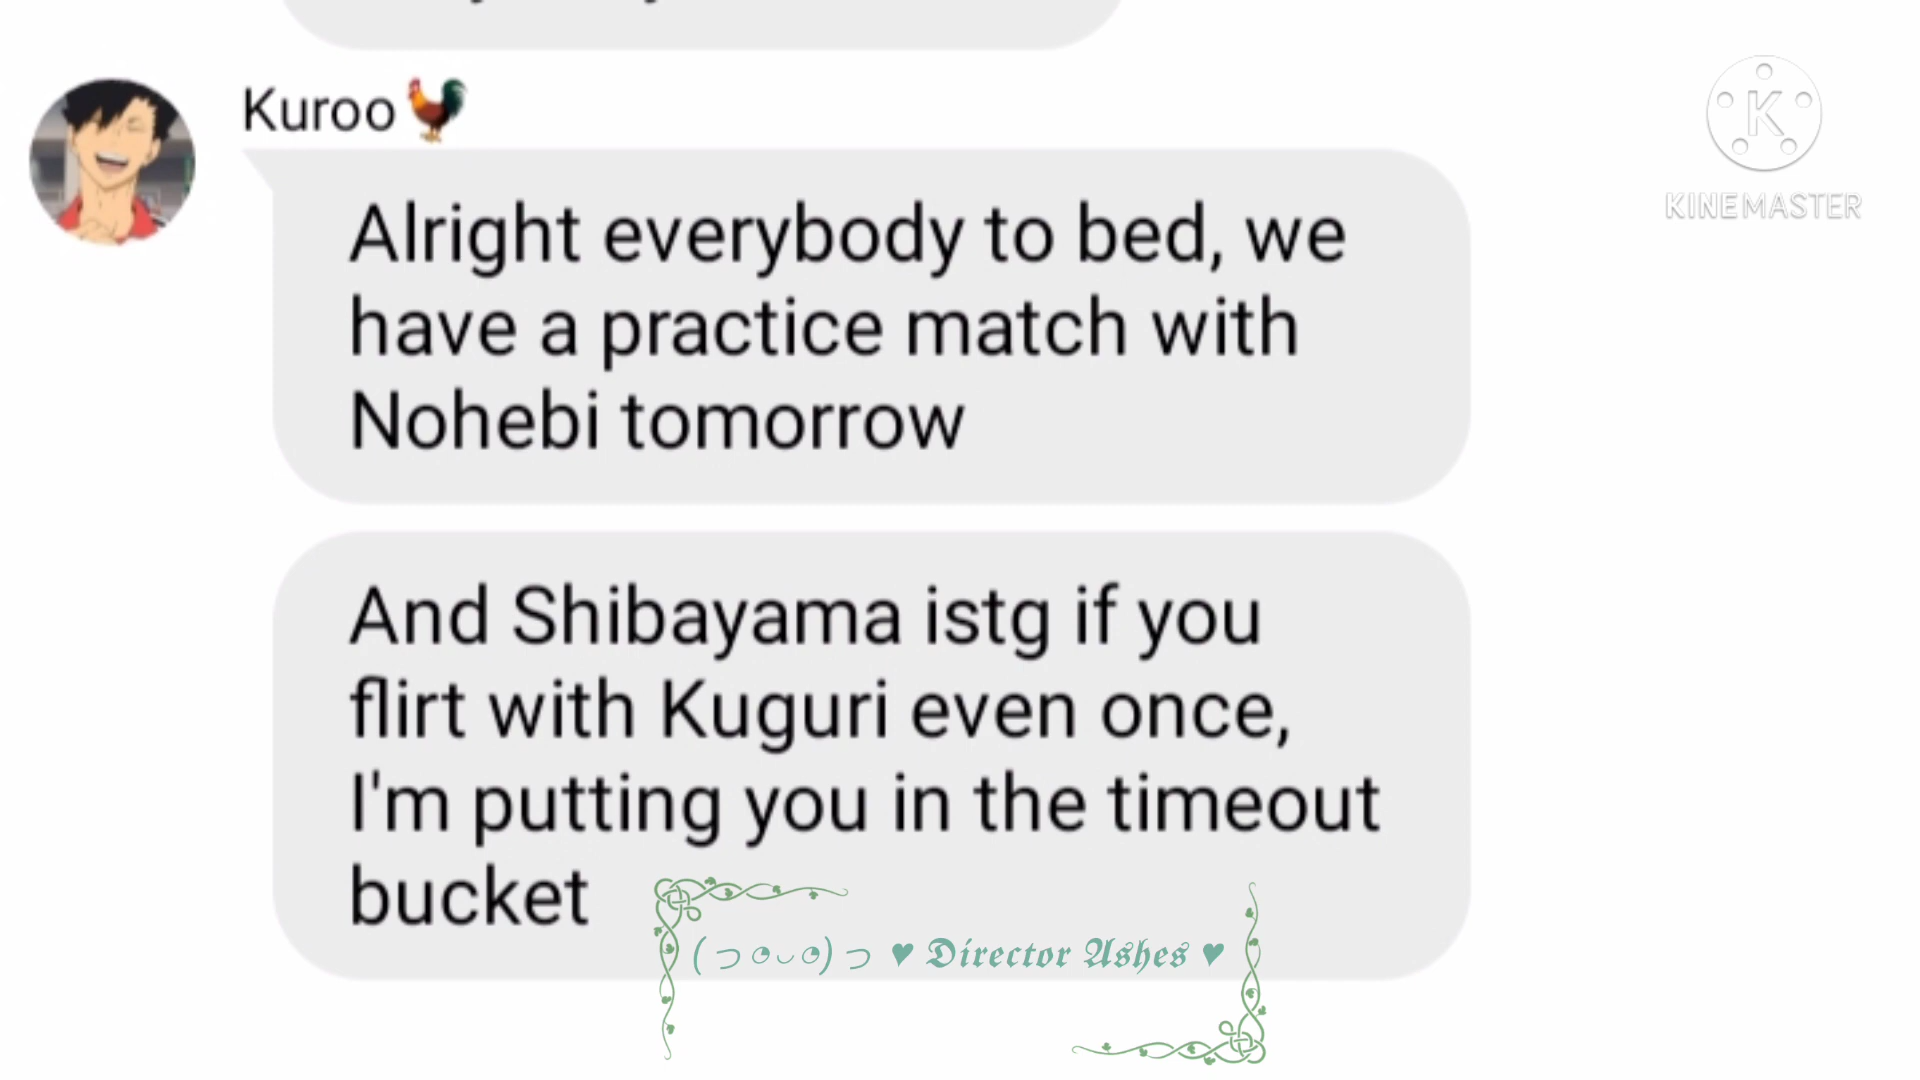 Kuroo🐓
KINEMASTER
Alright everybody to bed, we
have a practice match with
Nohebi tomorrow
And Shibayama istg if you
flirt with Kuguri even once,
I'm putting you in the timeout
bucket
(っ◔◡◔)っ ♥ Director Ashes ♥